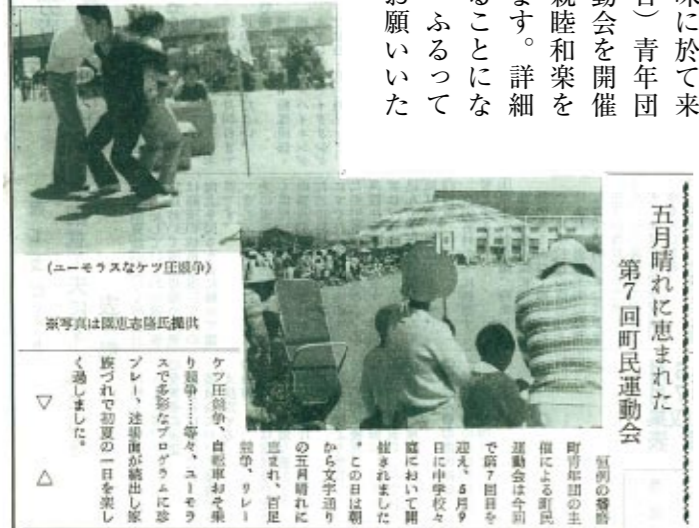 味に於て来
青年団
動会を開催
親睦和楽を
ます。詳細
ることにな
ふるって
お願いいた
五月晴れに恵まれた
第7回町民運動会
恒例の
町青年団の主
催による町民
運動会は今回
で第7回目を
迎え、5月9
日に中学校々
庭において開
催されました
。この日は朝
から文字通り
の五月晴れに
恵まれ、百足
競争、リレー
ケツ圧競争、自転車おそ乗
り競争……等々、ユーモラ
スで多彩なプログラムに珍
プレー、迷場面が続出し家
族づれで初夏の一日を楽し
く過しました。
(ユーモラスなケツ圧競争)
※写真は 恵志 氏提供